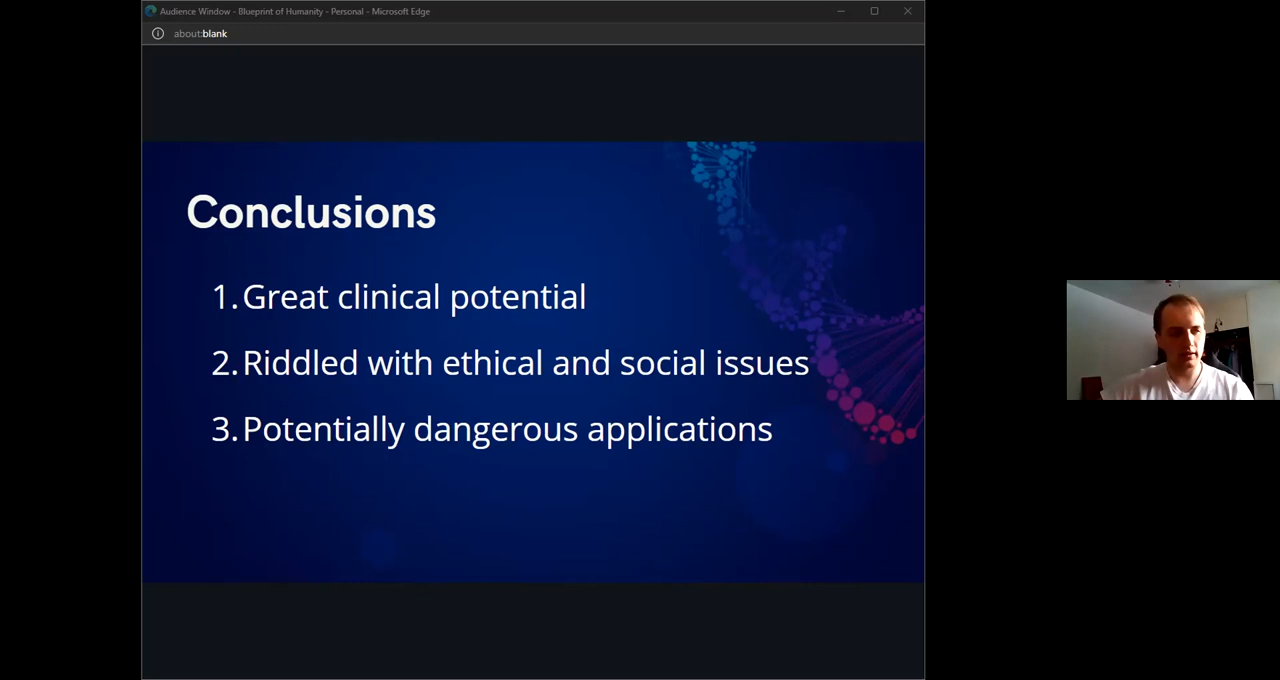 Audience Window - Blueprint of Humanity - Personal - Microsoft Edge
about:blank
Conclusions
1. Great clinical potential
2. Riddled with ethical and social issues
3. Potentially dangerous applications